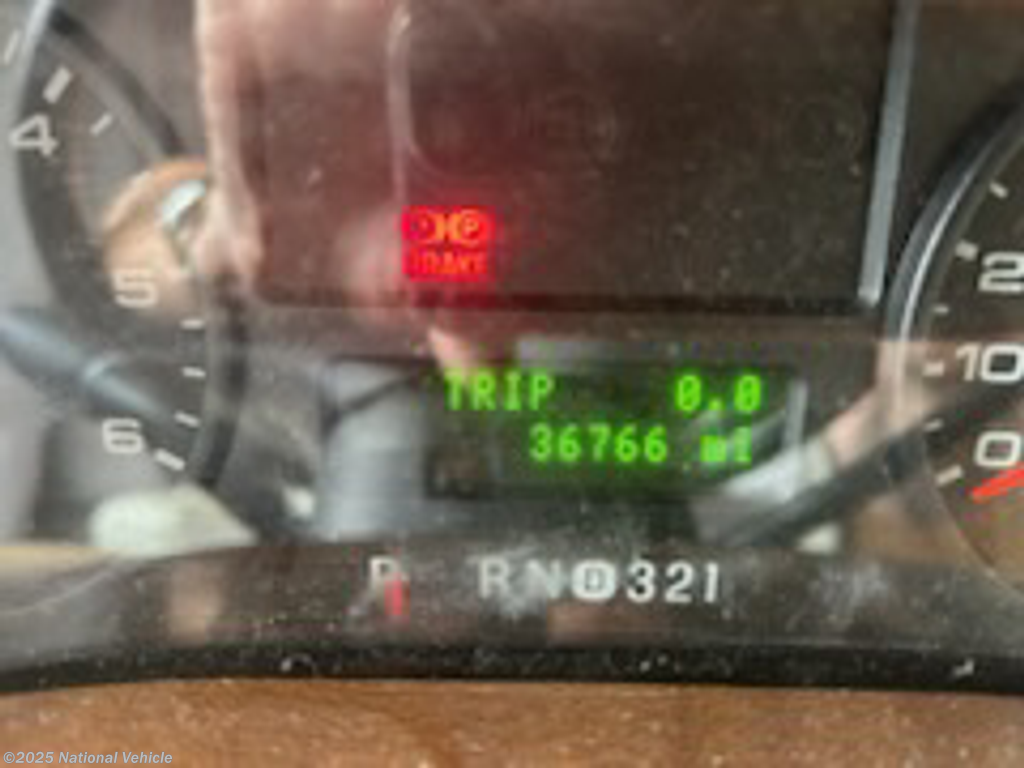 4
5
6
(!)(P)
BRAKE
TRIP 0.0
36766 mi
2
10
0
P R N D 3 2 1
©2025 National Vehicle